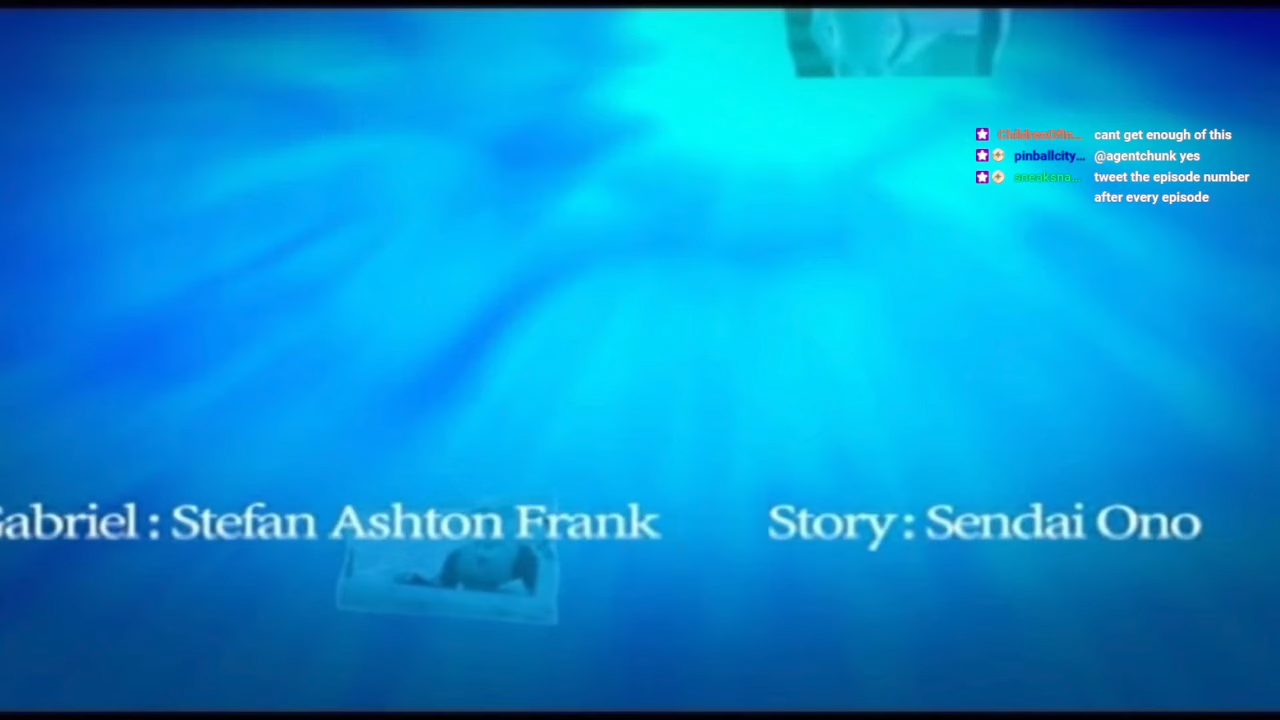 cant get enough of this
pinballcity... @agentchunk yes
sneaksna... tweet the episode number
after every episode
abriel : Stefan Ashton Frank Story : Sendai Ono